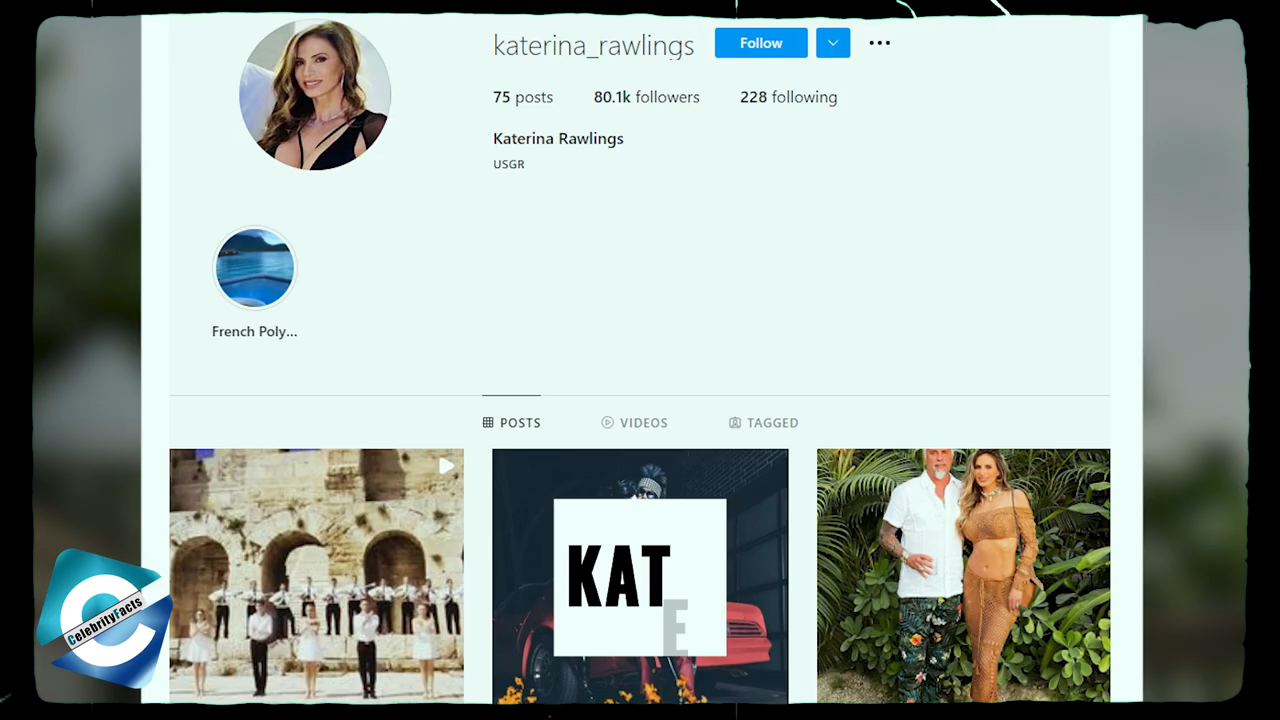 katerina_rawlings Follow
75 posts 80.1k followers 228 following
Katerina Rawlings
USGR
French Poly...
POSTS VIDEOS TAGGED
KAT
E
CelebrityFacts